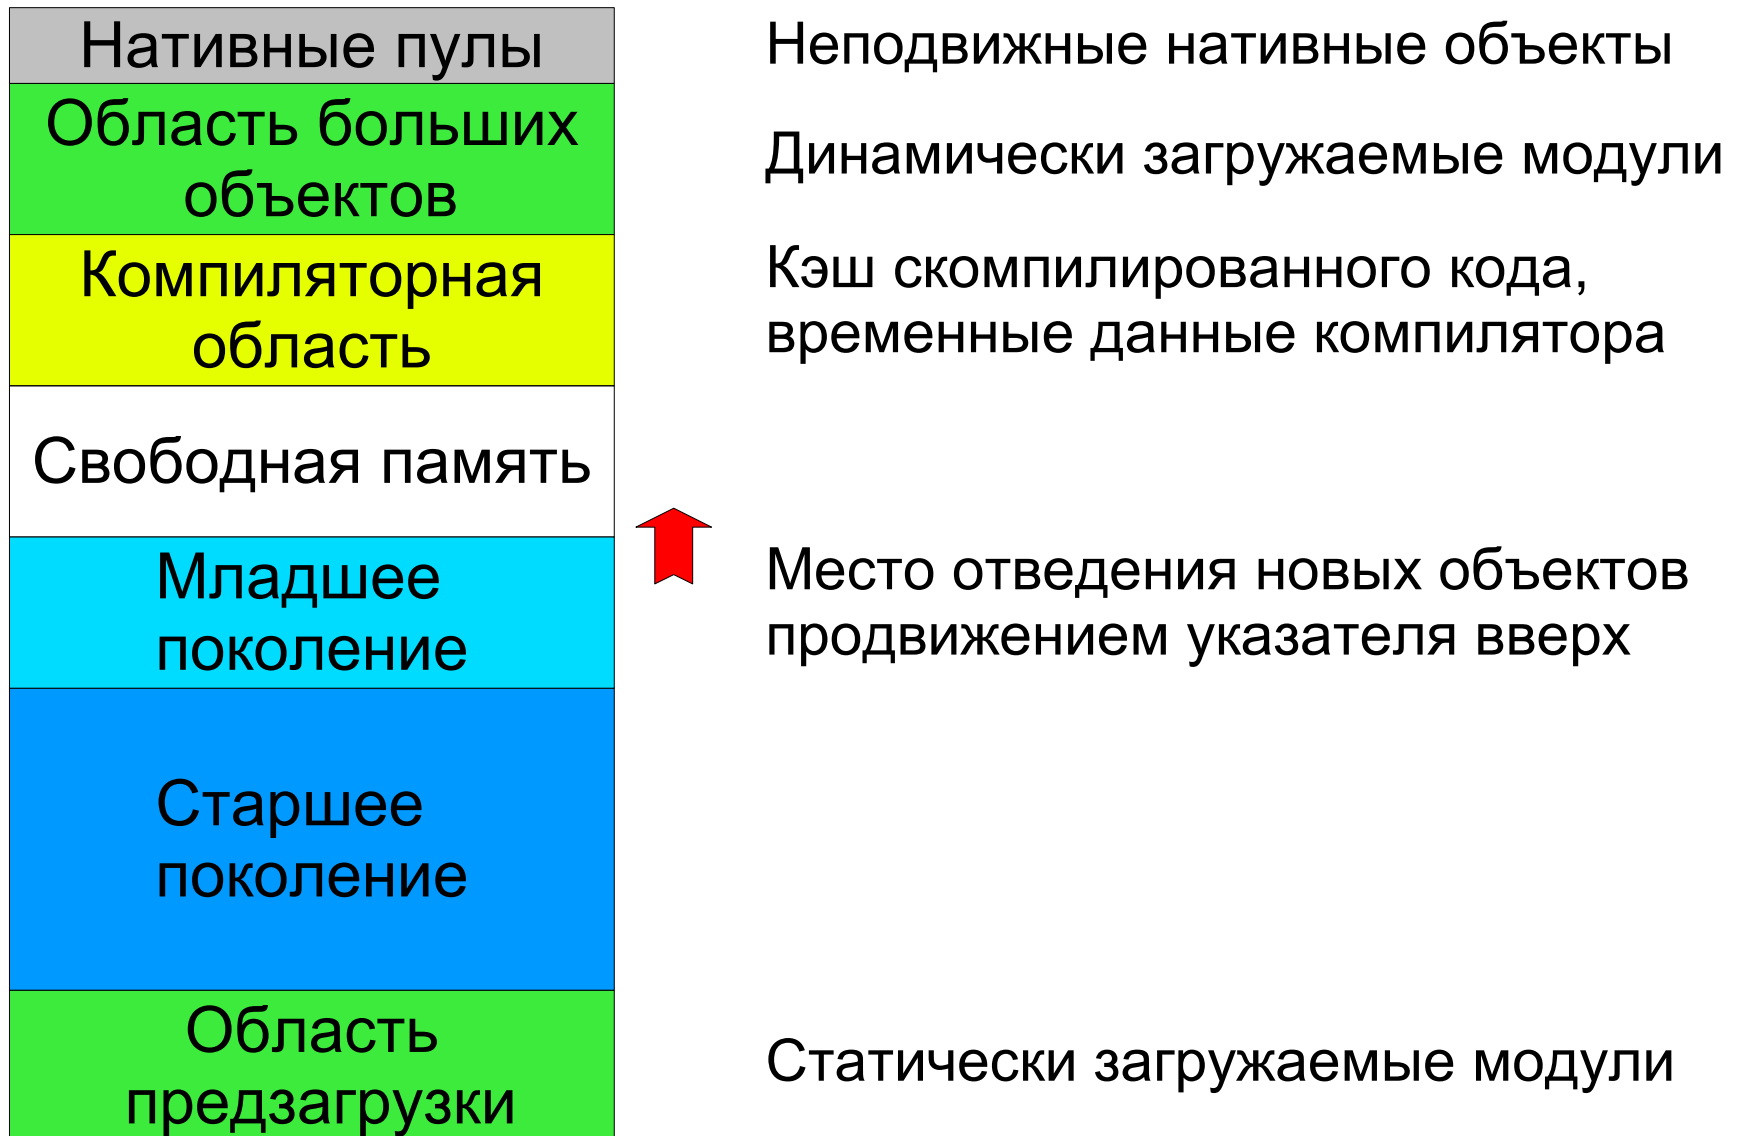 Нативные пулы
Неподвижные нативные объекты
Область больших
объектов
Динамически загружаемые модули
Компиляторная
область
Кэш скомпилированного кода,
временные данные компилятора
Свободная память
Младшее
поколение
Место отведения новых объектов
продвижением указателя вверх
Старшее
поколение
Область
предзагрузки
Статически загружаемые модули